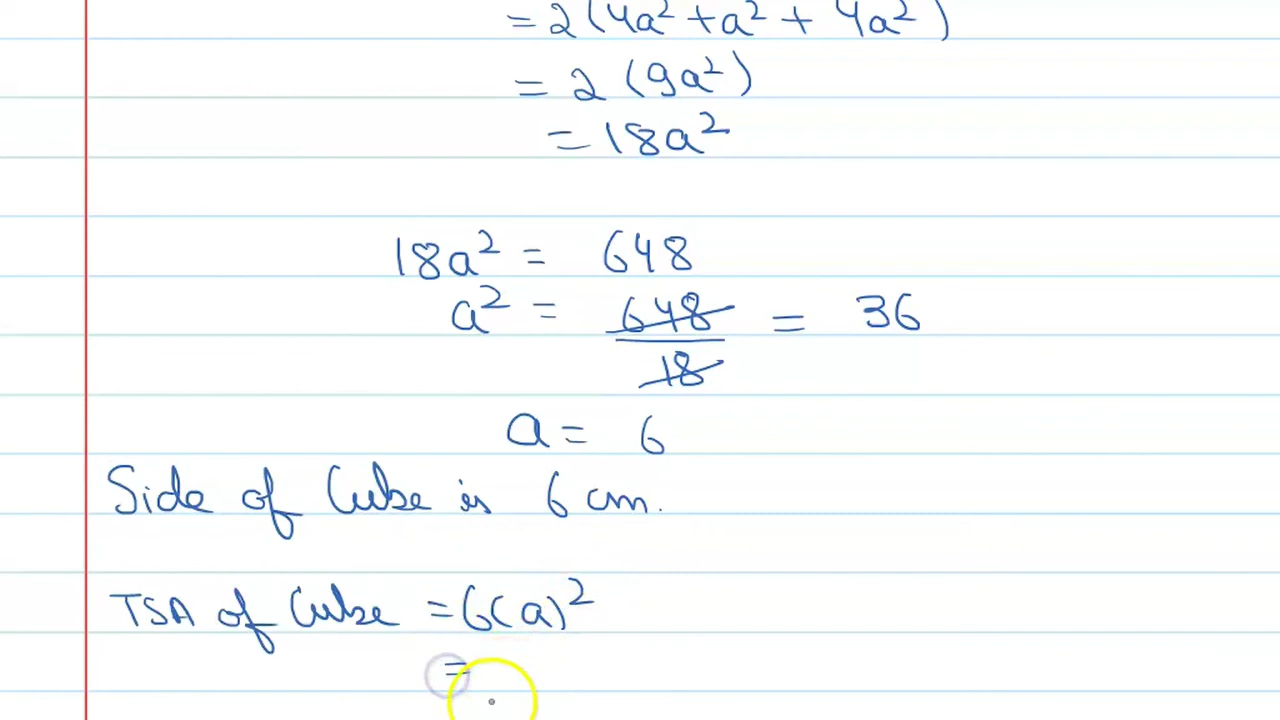 = 2 (4a² + a² + 4a²)
= 2 (9a²)
= 18a²
18a² = 648
a² = 648/18 = 36
a = 6
Side of Cube is 6 cm.
TSA of Cube = 6(a)²
=